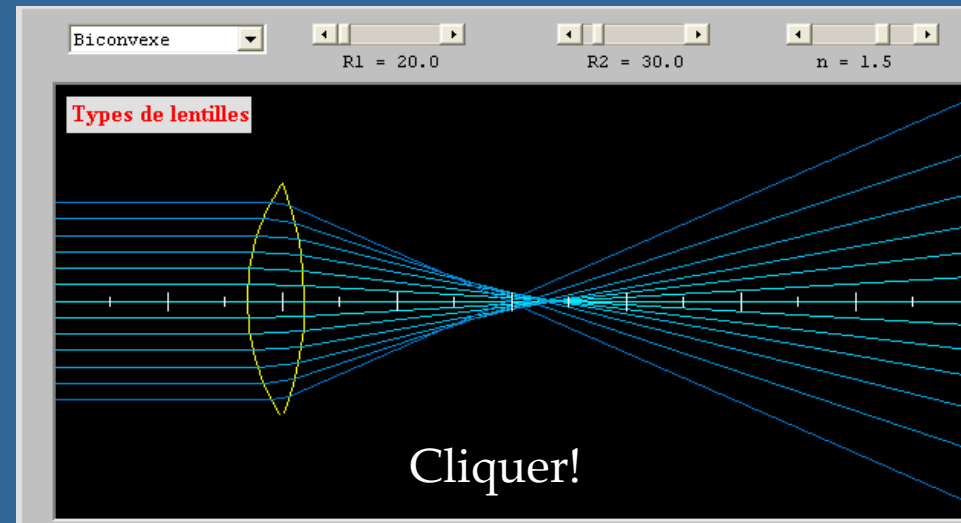 Biconvexe
R1 = 20.0
R2 = 30.0
n = 1.5
Types de lentilles
Cliquer!